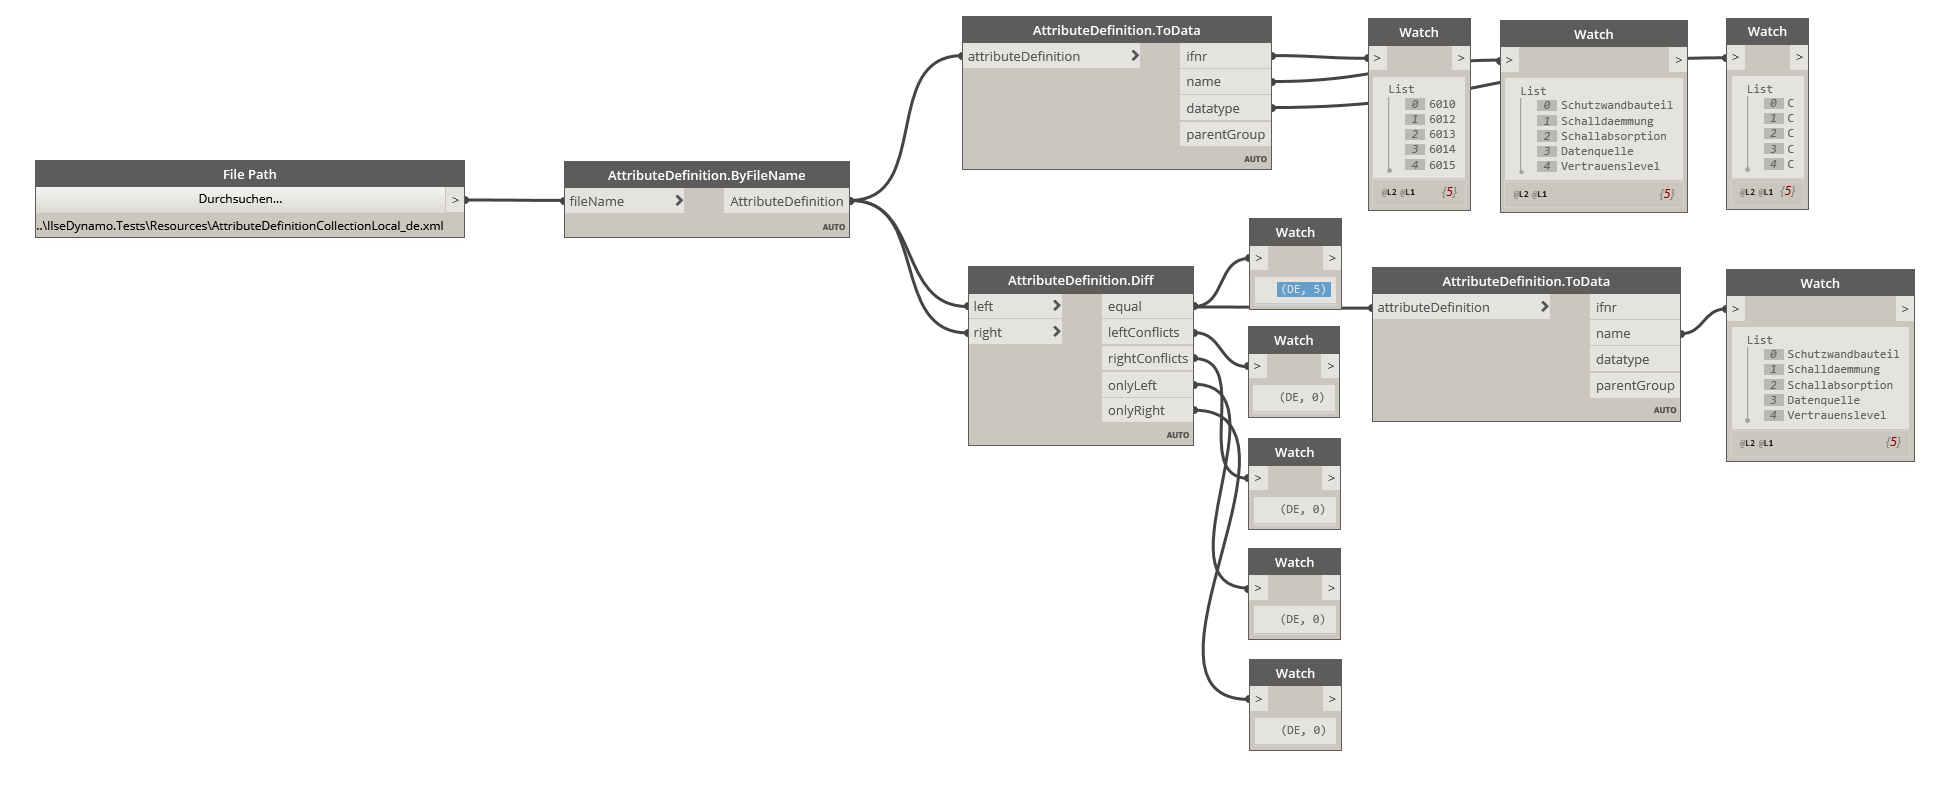 File Path
Durchsuchen...
>
..\IlseDynamo.Tests\Resources\AttributeDefinitionCollectionLocal_de.xml
AttributeDefinition.ByFileName
fileName
AttributeDefinition
AUTO
AttributeDefinition.ToData
attributeDefinition
ifnr
name
datatype
parentGroup
AUTO
Watch
> >
List
0 6010
1 6012
2 6013
3 6014
4 6015
@L2 @L1 {5}
Watch
> >
List
0 Schutzwandbauteil
1 Schalldaemmung
2 Schallabsorption
3 Datenquelle
4 Vertrauenslevel
@L2 @L1 {5}
Watch
> >
List
0 C
1 C
2 C
3 C
4 C
@L2 @L1 {5}
AttributeDefinition.Diff
left
right
equal
leftConflicts
rightConflicts
onlyLeft
onlyRight
AUTO
Watch
> >
(DE, 5)
Watch
> >
(DE, 0)
Watch
> >
(DE, 0)
Watch
> >
(DE, 0)
Watch
> >
(DE, 0)
AttributeDefinition.ToData
attributeDefinition
ifnr
name
datatype
parentGroup
AUTO
Watch
> >
List
0 Schutzwandbauteil
1 Schalldaemmung
2 Schallabsorption
3 Datenquelle
4 Vertrauenslevel
@L2 @L1 {5}